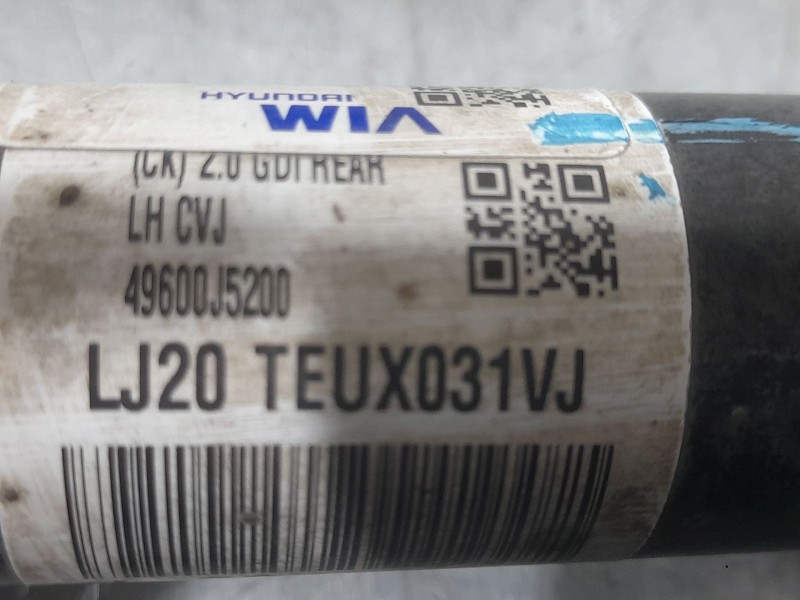 HYUNDAI
WIA
(CK) 2.0 GDI REAR
LH CVJ
49600J5200
LJ20 TEUX031VJ